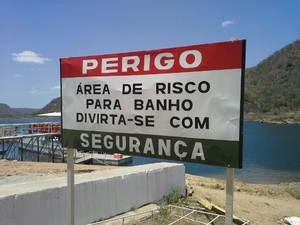 PERIGO
ÁREA DE RISCO
PARA BANHO
DIVIRTA-SE COM
SEGURANÇA